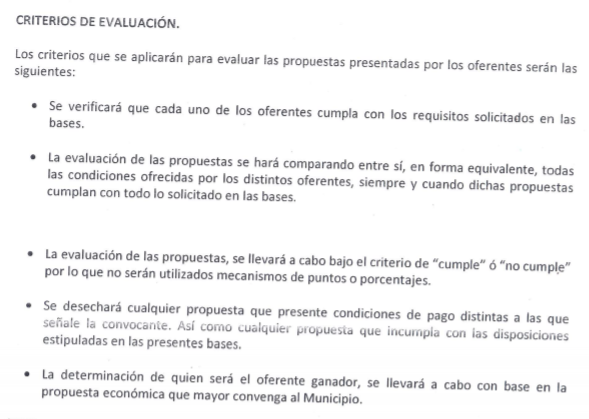 CRITERIOS DE EVALUACIÓN.
Los criterios que se aplicarán para evaluar las propuestas presentadas por los oferentes serán las
siguientes:
• Se verificará que cada uno de los oferentes cumpla con los requisitos solicitados en las
bases.
• La evaluación de las propuestas se hará comparando entre sí, en forma equivalente, todas
las condiciones ofrecidas por los distintos oferentes, siempre y cuando dichas propuestas
cumplan con todo lo solicitado en las bases.
• La evaluación de las propuestas, se llevará a cabo bajo el criterio de “cumple” ó “no cumple”
por lo que no serán utilizados mecanismos de puntos o porcentajes.
• Se desechará cualquier propuesta que presente condiciones de pago distintas a las que
señale la convocante. Así como cualquier propuesta que incumpla con las disposiciones
estipuladas en las presentes bases.
• La determinación de quien será el oferente ganador, se llevará a cabo con base en la
propuesta económica que mayor convenga al Municipio.